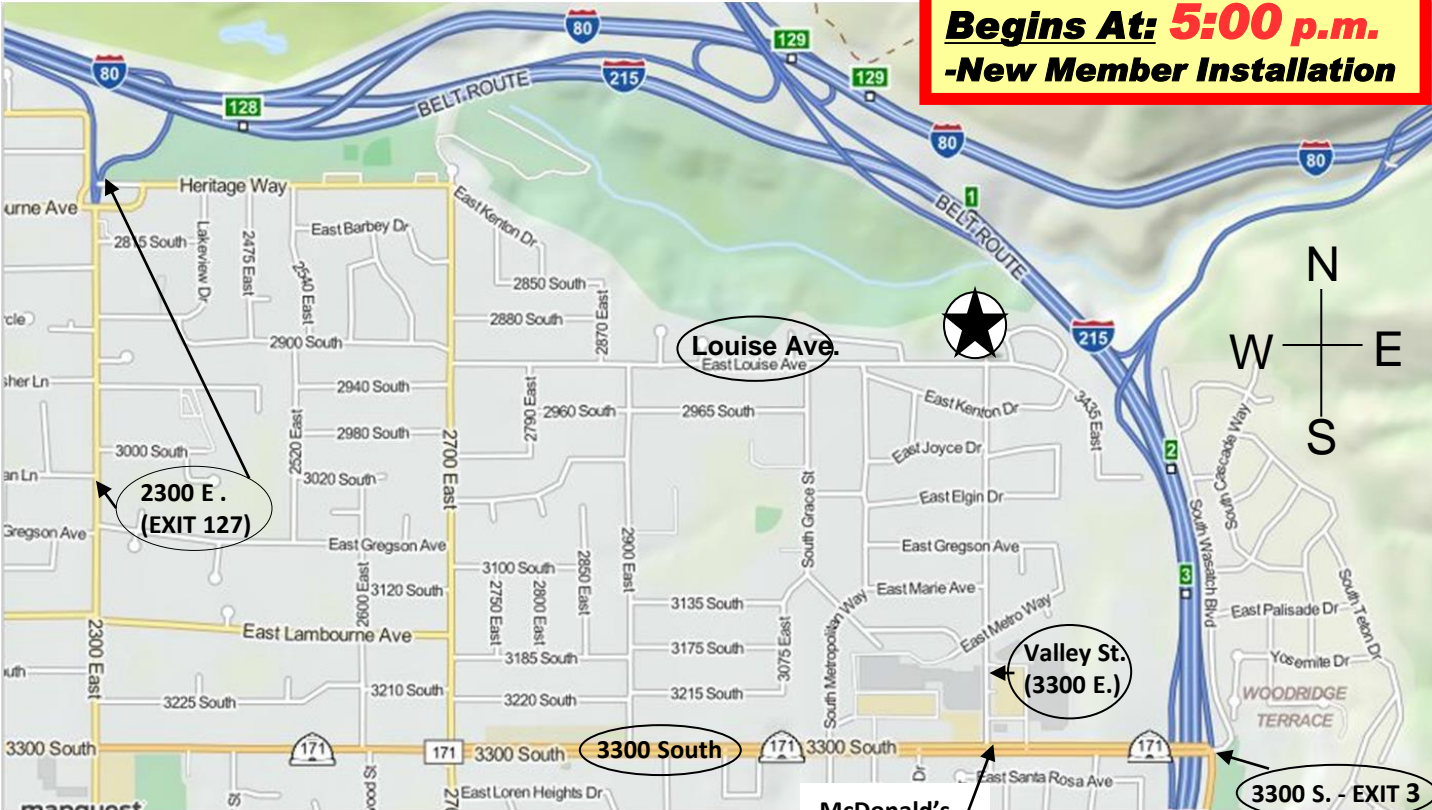 Begins At: 5:00 p.m.
-New Member Installation
80
129
80
215
129
128
BELT ROUTE
80
80
Heritage Way
1
BELT ROUTE
urne Ave
East Kenton Dr
2815 South
Lakeview Dr
2475 East
2540 East
East Barbey Dr
N
W
E
S
2850 South
2880 South
2870 East
rcle
2900 South
Louise Ave.
East Louise Ave
215
sher Ln
2940 South
2790 East
2960 South
2965 South
East Kenton Dr
3435 East
South Cascade Way
2520 East
2980 South
2700 East
3000 South
East Joyce Dr
2
an Ln
3020 South
2300 E .
(EXIT 127)
South Grace St
East Elgin Dr
South Wasatch Blvd
Gregson Ave
East Gregson Ave
2900 East
East Gregson Ave
3100 South
2850 East
2600 East
3120 South
2750 East
2800 East
3135 South
East Marie Ave
3
East Palisade Dr
South Teton Dr
2300 East
East Lambourne Ave
3175 South
3075 East
South Metropolitan Way
East Metro Way
uth
3185 South
Valley St.
(3300 E.)
Yosemite Dr
3210 South
3225 South
3220 South
3215 South
WOODRIDGE
TERRACE
3300 South
171
171
3300 South
3300 South
171
3300 South
171
St
East Loren Heights Dr
McDonald's
Dr
East Santa Rosa Ave
3300 S. - EXIT 3
mapquest